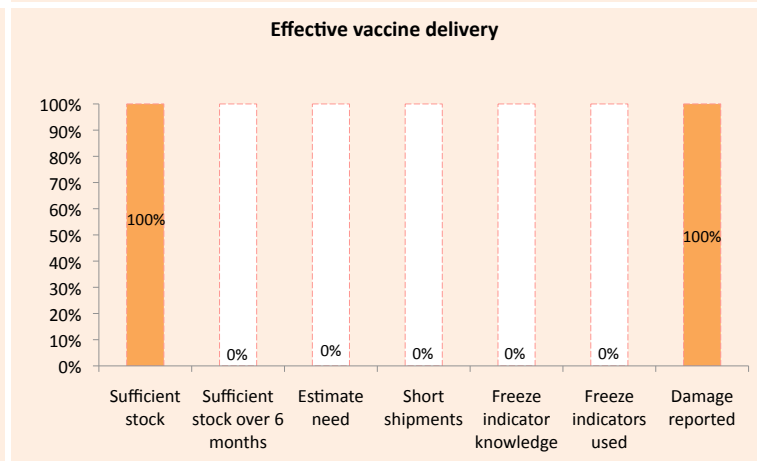 Effective vaccine delivery
100%
90%
80%
70%
60%
50%
40%
30%
20%
10%
0%
100%
0%
0%
0%
0%
0%
100%
Sufficient
stock
Sufficient
stock over 6
months
Estimate
need
Short
shipments
Freeze
indicator
knowledge
Freeze
indicators
used
Damage
reported